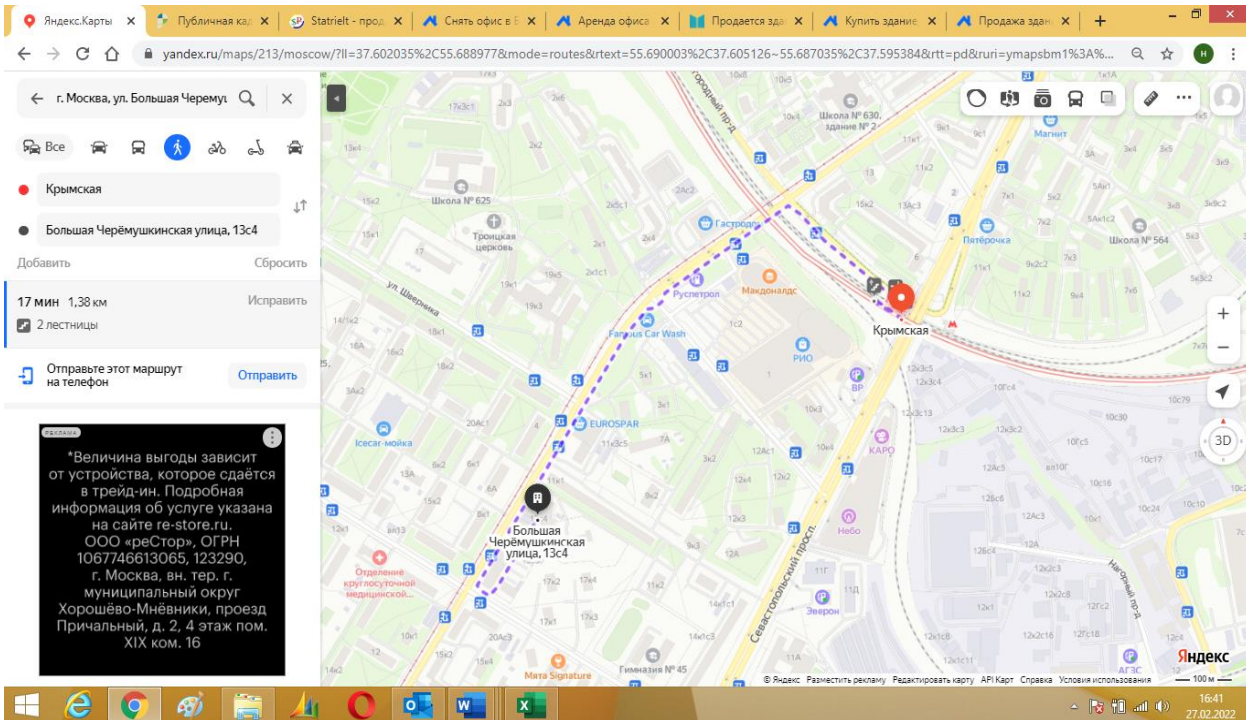 Яндекс.Карты
Публичная кад
Statrielt - прод
Снять офис в Б
Аренда офиса
Продается зда
Купить здание
Продажа здан
yandex.ru/maps/213/moscow/?ll=37.602035%2C55.688977&mode=routes&rtext=55.690003%2C37.605126~55.687035%2C37.595384&rtt=pd&ruri=ymapsbm1%3A%...
Н
г. Москва, ул. Большая Черему
Все
Крымская
Большая Черёмушкинская улица, 13с4
Добавить
Сбросить
17 мин 1,38 км
Исправить
2 лестницы
Отправьте этот маршрут
на телефон
Отправить
РЕКЛАМА
*Величина выгоды зависит
от устройства, которое сдаётся
в трейд-ин. Подробная
информация об услуге указана
на сайте re-store.ru.
ООО «реСтор», ОГРН
1067746613065, 123290,
г. Москва, вн. тер. г.
муниципальный округ
Хорошёво-Мнёвники, проезд
Причальный, д. 2, 4 этаж пом.
XIX ком. 16
Школа № 630,
здание № 2
Магнит
Школа № 625
Троицкая
церковь
Гастродо
Пятёрочка
Школа № 564
ул. Шверника
Руспетрол
Макдоналдс
Крымская
Famous Car Wash
РИО
BP
EUROSPAR
Icecar-мойка
КАРО
Большая
Черёмушкинская
улица, 13с4
Небо
Отделение
круглосуточной
медицинской...
Эверон
Севастопольский просп.
Нагорный пр-д
Мята Signature
Гимназия № 45
АГЗС
3D
Яндекс
© Яндекс Разместить рекламу Редактировать карту API Карт Справка Условия использования
100 м
16:41
27.02.2022